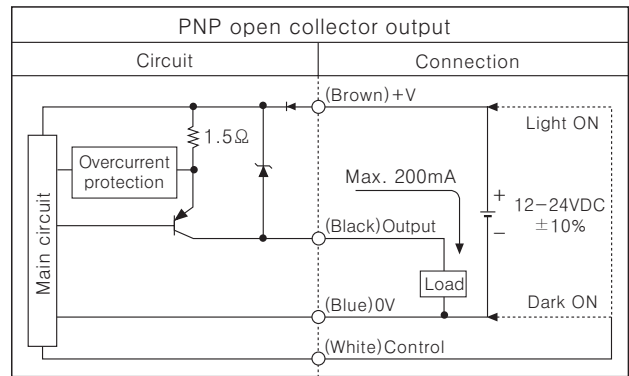 PNP open collector output
Circuit
Connection
(Brown)+V
Light ON
1.5Ω
Overcurrent
protection
Max. 200mA
+
12-24VDC
±10%
−
Main circuit
(Black)Output
Load
(Blue)0V
Dark ON
(White)Control